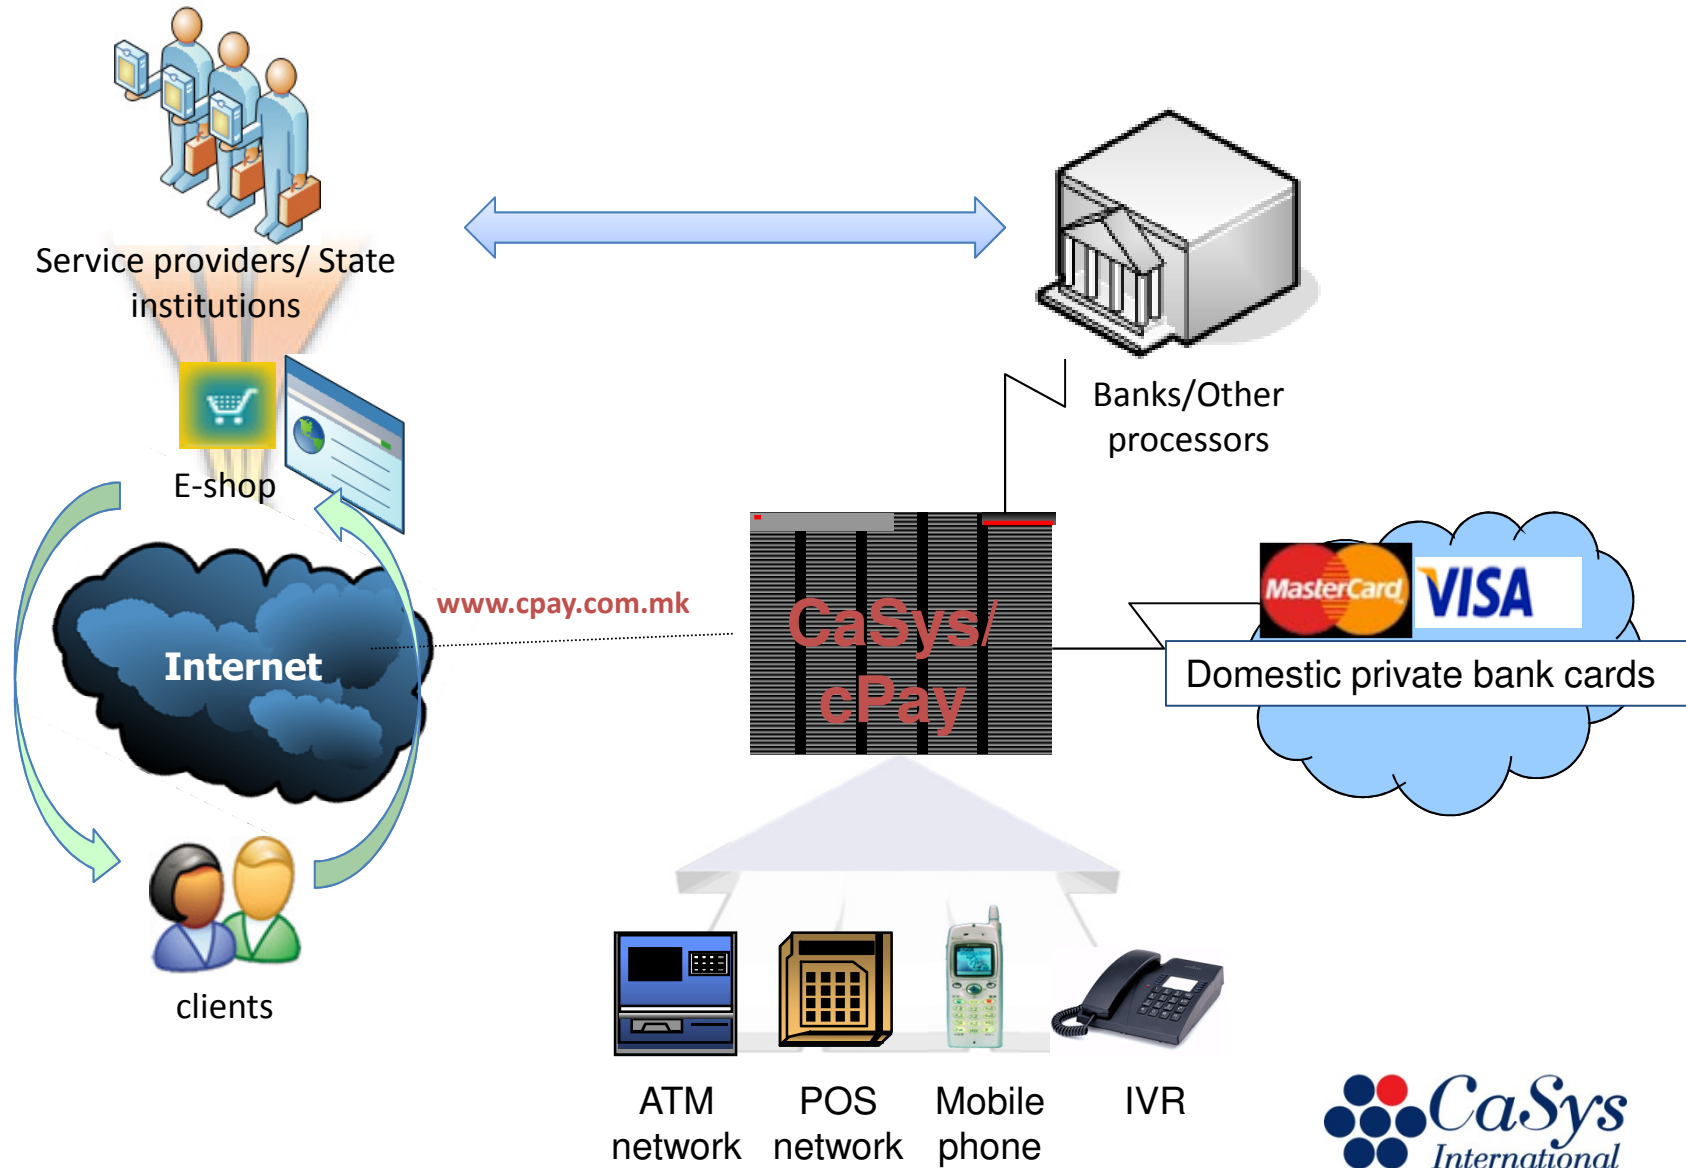 Service providers/ State
institutions
E-shop
Internet
clients
www.cpay.com.mk
Banks/Other
processors
CaSys/
cPay
MasterCard
VISA
Domestic private bank cards
ATM
network
POS
network
Mobile
phone
IVR
CaSys
International